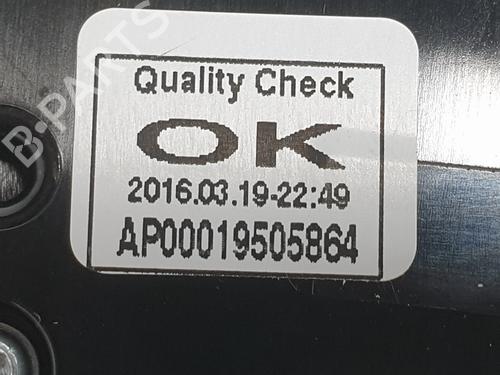 Quality Check
OK
2016.03.19-22:49
AP00019505864
B-PARTS